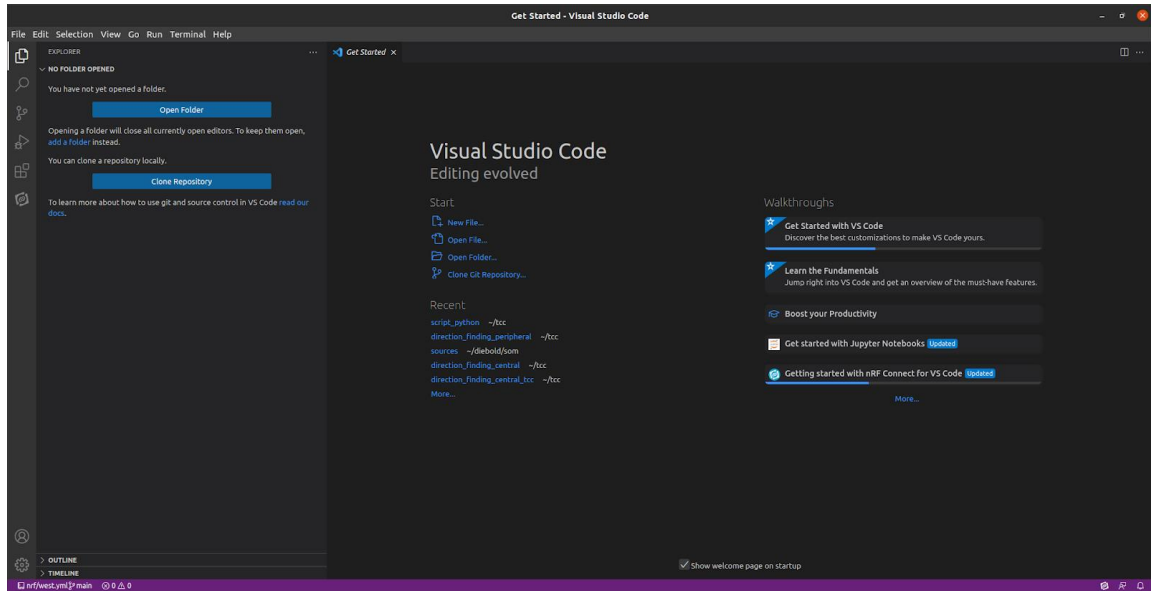 Get Started - Visual Studio Code
File Edit Selection View Go Run Terminal Help
EXPLORER
NO FOLDER OPENED
You have not yet opened a folder.
Open Folder
Opening a folder will close all currently open editors. To keep them open,
add a folder instead.
You can clone a repository locally.
Clone Repository
To learn more about how to use git and source control in VS Code read our
docs.
OUTLINE
TIMELINE
Get Started
Visual Studio Code
Editing evolved
Start
New File...
Open File...
Open Folder...
Clone Git Repository...
Recent
script_python ~/tcc
direction_finding_peripheral ~/tcc
sources ~/diebold/som
direction_finding_central ~/tcc
direction_finding_central_tcc ~/tcc
More...
Walkthroughs
Get Started with VS Code
Discover the best customizations to make VS Code yours.
Learn the Fundamentals
Jump right into VS Code and get an overview of the must-have features.
Boost your Productivity
Get started with Jupyter Notebooks Updated
Getting started with nRF Connect for VS Code Updated
More...
Show welcome page on startup
nrf/west.yml main 0 0